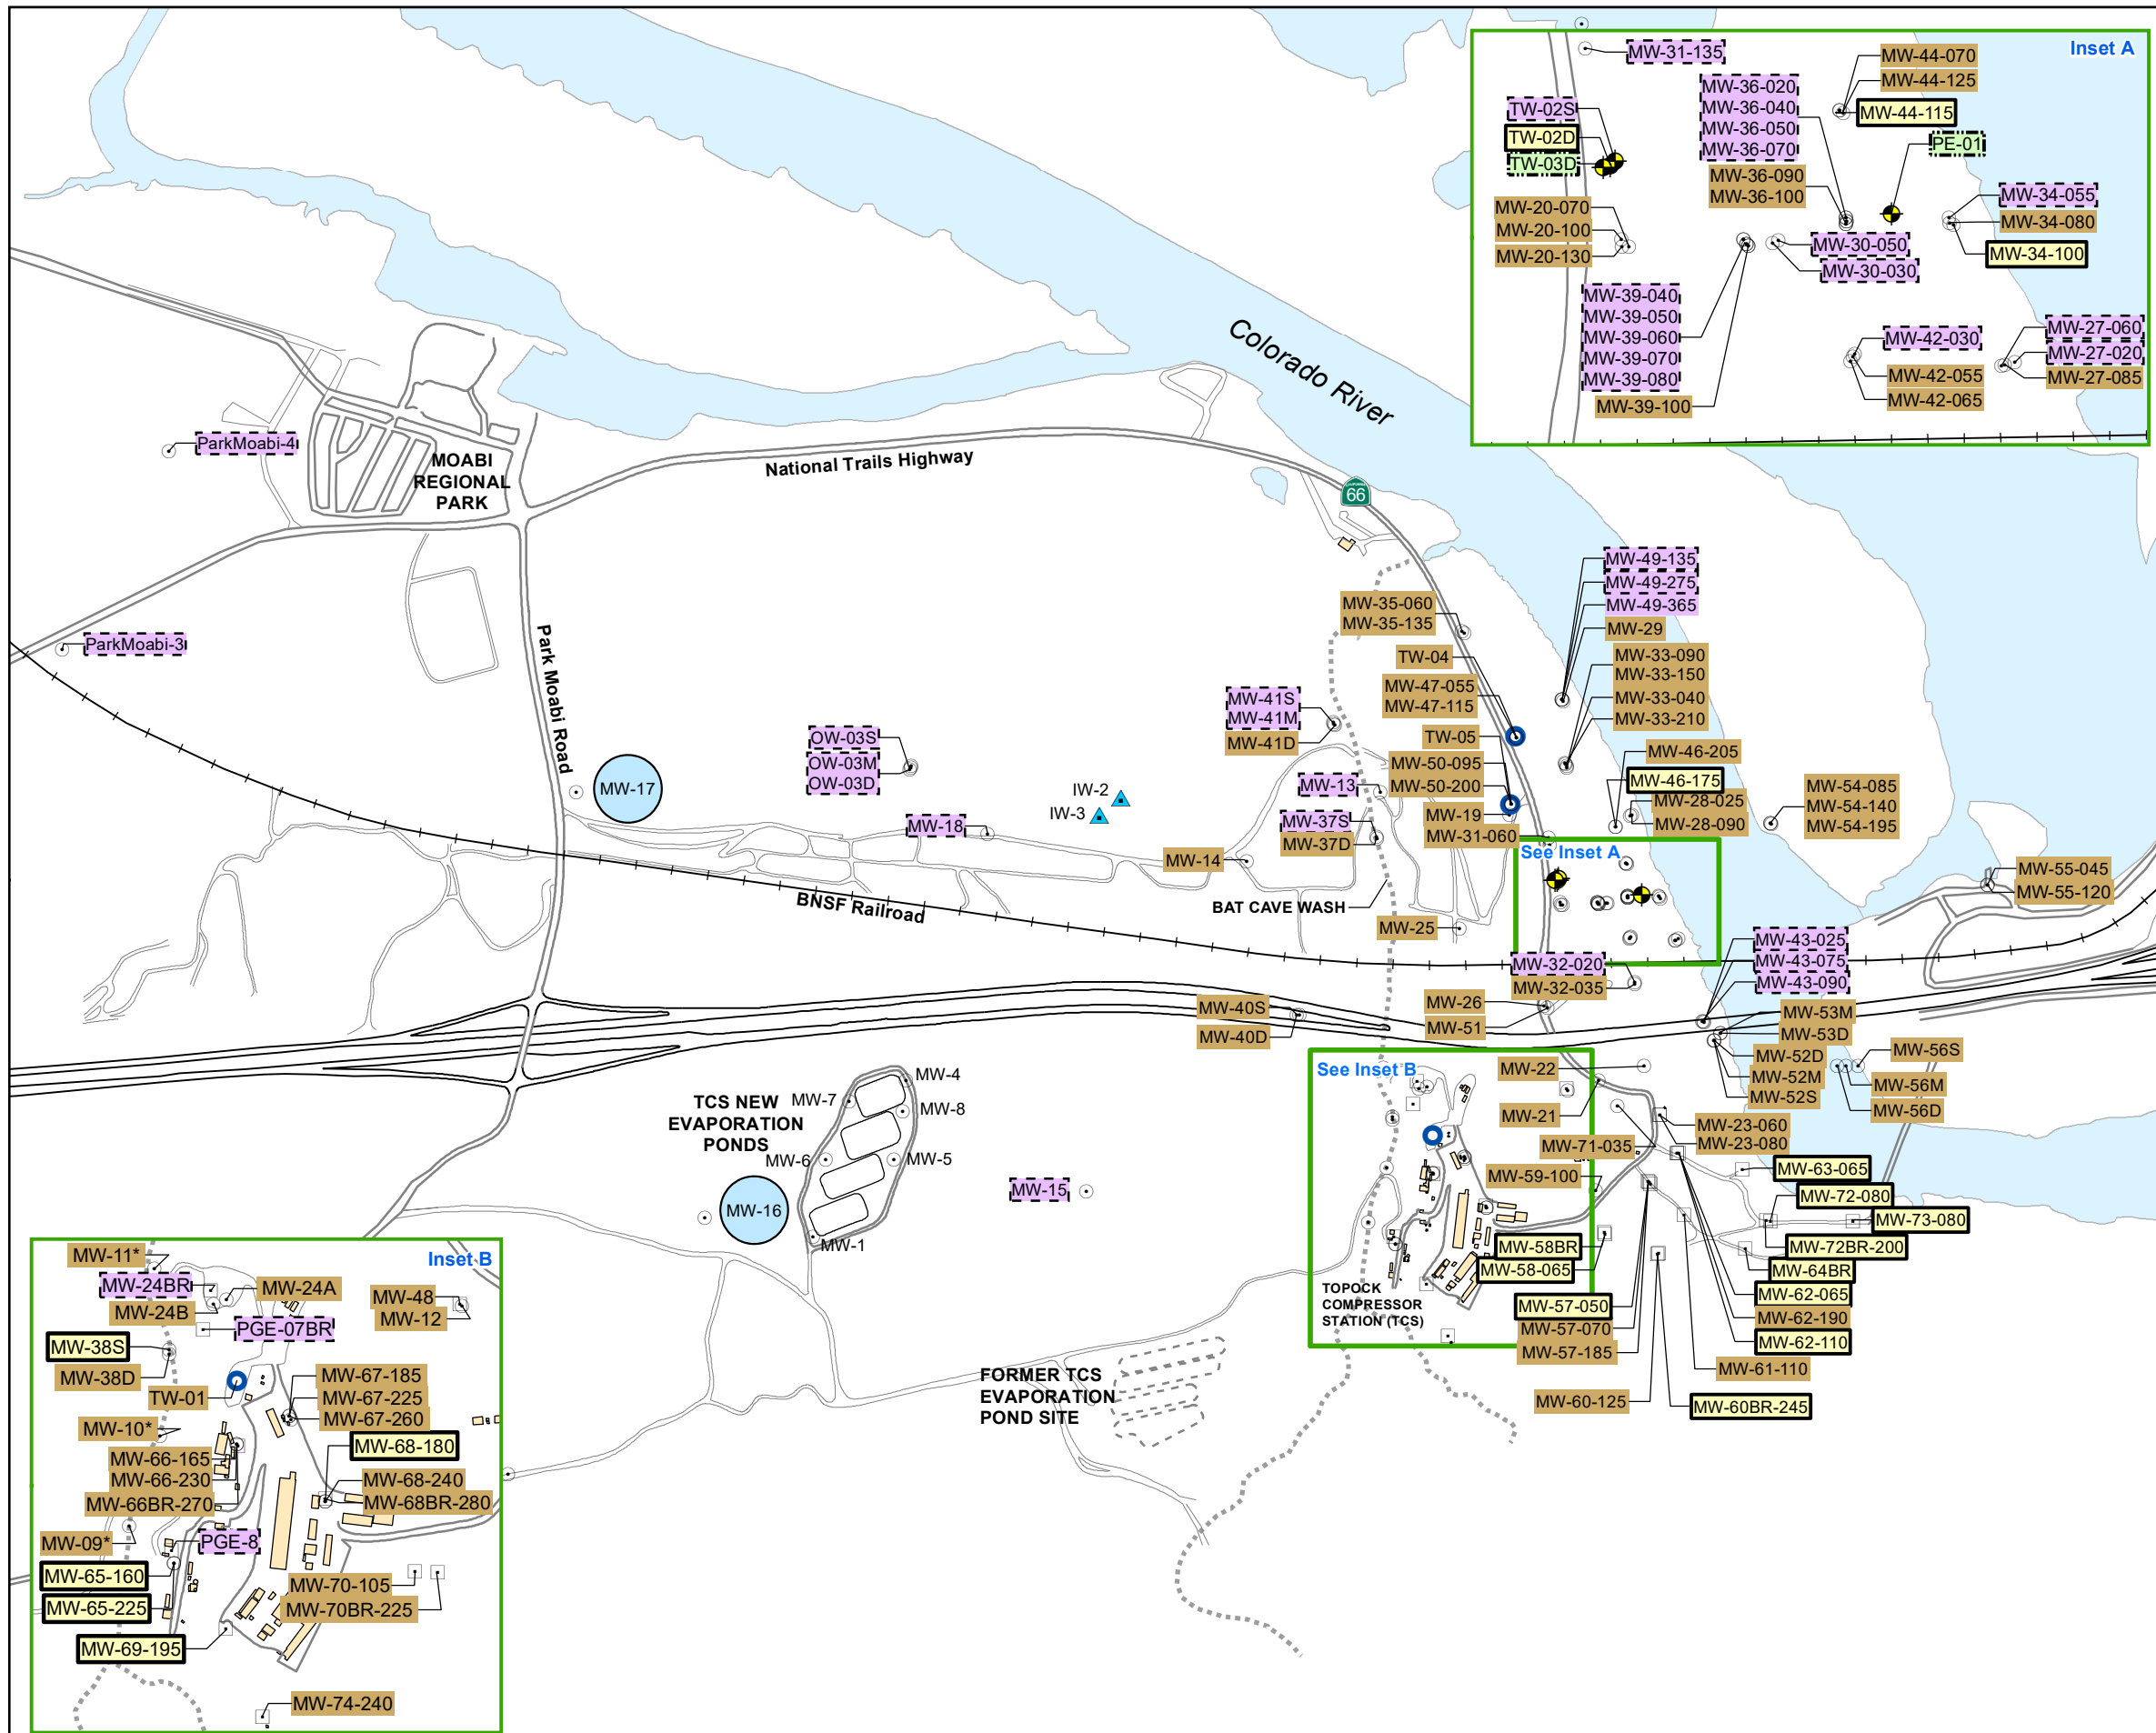 Inset A
MW-31-135
MW-44-070
MW-44-125
MW-44-115
MW-36-020
MW-36-040
MW-36-050
MW-36-070
TW-02S
TW-02D
TW-03D
PE-01
MW-36-090
MW-36-100
MW-34-055
MW-34-080
MW-34-100
MW-20-070
MW-20-100
MW-20-130
MW-30-050
MW-30-030
MW-39-040
MW-39-050
MW-39-060
MW-39-070
MW-39-080
MW-39-100
MW-42-030
MW-42-055
MW-42-065
MW-27-060
MW-27-020
MW-27-085
Colorado River
National Trails Highway
CALIFORNIA
66
ParkMoabi-4
MOABI
REGIONAL
PARK
ParkMoabi-3
Park Moabi Road
MW-49-135
MW-49-275
MW-49-365
MW-29
MW-33-090
MW-33-150
MW-33-040
MW-33-210
MW-35-060
MW-35-135
TW-04
MW-47-055
MW-47-115
TW-05
MW-50-095
MW-50-200
MW-19
MW-31-060
MW-41S
MW-41M
MW-41D
MW-13
MW-37S
MW-37D
OW-03S
OW-03M
OW-03D
MW-17
IW-2
IW-3
MW-18
MW-14
MW-46-205
MW-46-175
MW-28-025
MW-28-090
MW-54-085
MW-54-140
MW-54-195
See Inset A
MW-55-045
MW-55-120
BNSF Railroad
BAT CAVE WASH
MW-25
MW-43-025
MW-43-075
MW-43-090
MW-32-020
MW-32-035
MW-26
MW-51
MW-40S
MW-40D
MW-53M
MW-53D
MW-52D
MW-52M
MW-52S
MW-56S
MW-56M
MW-56D
See Inset B
MW-22
MW-21
MW-71-035
MW-59-100
MW-23-060
MW-23-080
MW-63-065
MW-72-080
MW-73-080
MW-72BR-200
MW-64BR
MW-62-065
MW-62-190
MW-62-110
MW-61-110
MW-60BR-245
MW-60-125
MW-58BR
MW-58-065
MW-57-050
MW-57-070
MW-57-185
TOPOCK
COMPRESSOR
STATION (TCS)
TCS NEW
EVAPORATION
PONDS
MW-4
MW-7
MW-8
MW-6
MW-5
MW-16
MW-1
MW-15
FORMER TCS
EVAPORATION
POND SITE
Inset B
MW-11*
MW-24BR
MW-24A
MW-24B
MW-48
MW-12
PGE-07BR
MW-38S
MW-38D
TW-01
MW-67-185
MW-67-225
MW-67-260
MW-10*
MW-68-180
MW-66-165
MW-66-230
MW-66BR-270
MW-68-240
MW-68BR-280
MW-09*
PGE-8
MW-65-160
MW-65-225
MW-70-105
MW-70BR-225
MW-69-195
MW-74-240